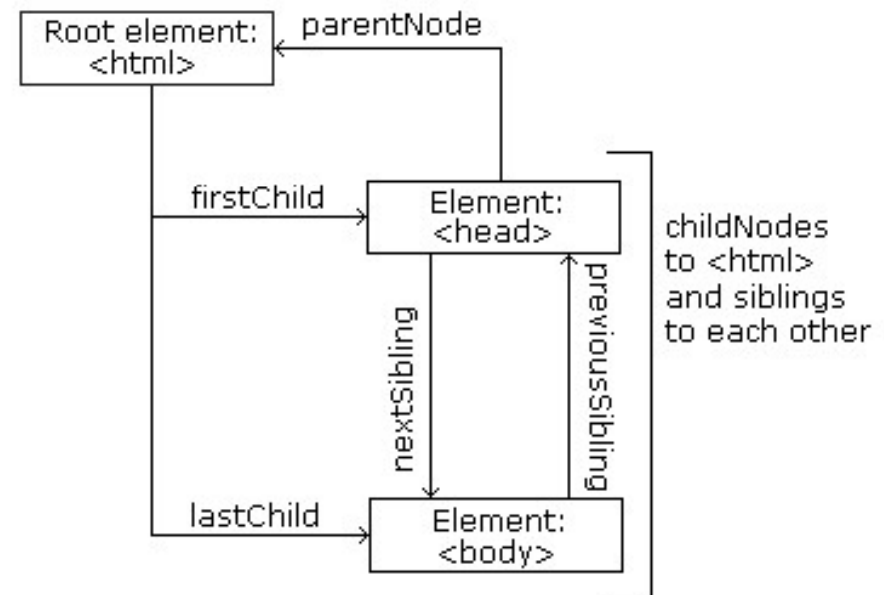 Root element:
<html>
parentNode
firstChild
Element:
<head>
childNodes
to <html>
and siblings
to each other
nextSibling
previousSibling
lastChild
Element:
<body>